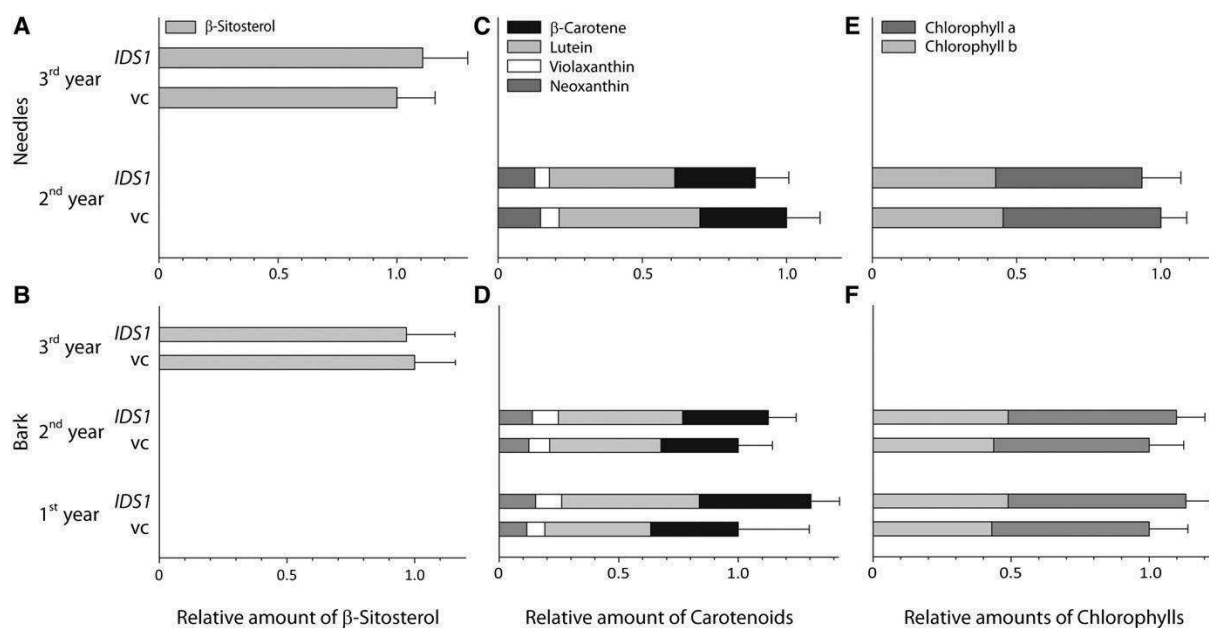 A
β-Sitosterol
Needles
3rd year
IDS1
vc
2nd year
IDS1
vc
0 0.5 1.0
C
β-Carotene
Lutein
Violaxanthin
Neoxanthin
0 0.5 1.0
E
Chlorophyll a
Chlorophyll b
0 0.5 1.0
B
Bark
3rd year
IDS1
vc
2nd year
IDS1
vc
1st year
IDS1
vc
0 0.5 1.0
Relative amount of β-Sitosterol
D
0 0.5 1.0
Relative amount of Carotenoids
F
0 0.5 1.0
Relative amounts of Chlorophylls